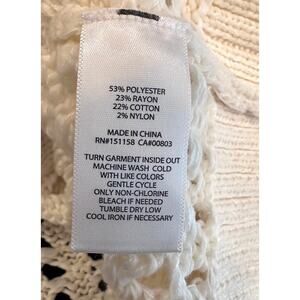 53% POLYESTER
23% RAYON
22% COTTON
2% NYLON
MADE IN CHINA
RN#151158 CA#00803
TURN GARMENT INSIDE OUT
MACHINE WASH COLD
WITH LIKE COLORS
GENTLE CYCLE
ONLY NON-CHLORINE
BLEACH IF NEEDED
TUMBLE DRY LOW
COOL IRON IF NECESSARY